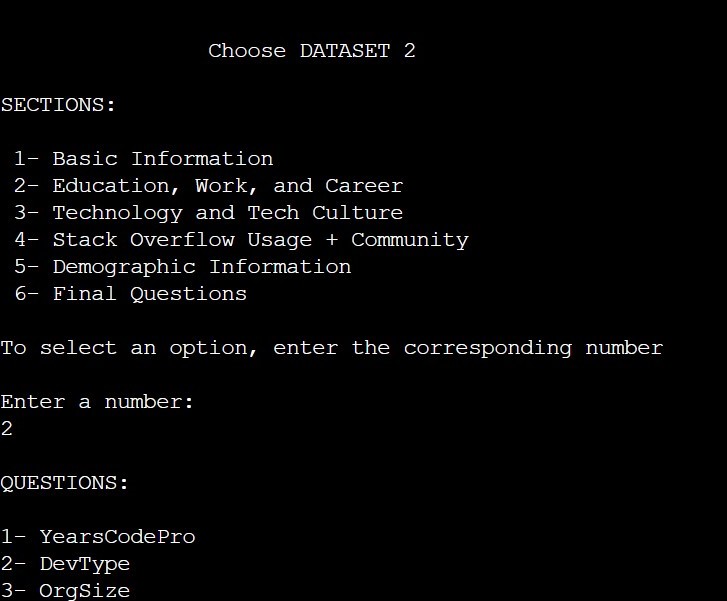 Choose DATASET 2
SECTIONS:
1- Basic Information
2- Education, Work, and Career
3- Technology and Tech Culture
4- Stack Overflow Usage + Community
5- Demographic Information
6- Final Questions
To select an option, enter the corresponding number
Enter a number:
2
QUESTIONS:
1- YearsCodePro
2- DevType
3- OrgSize